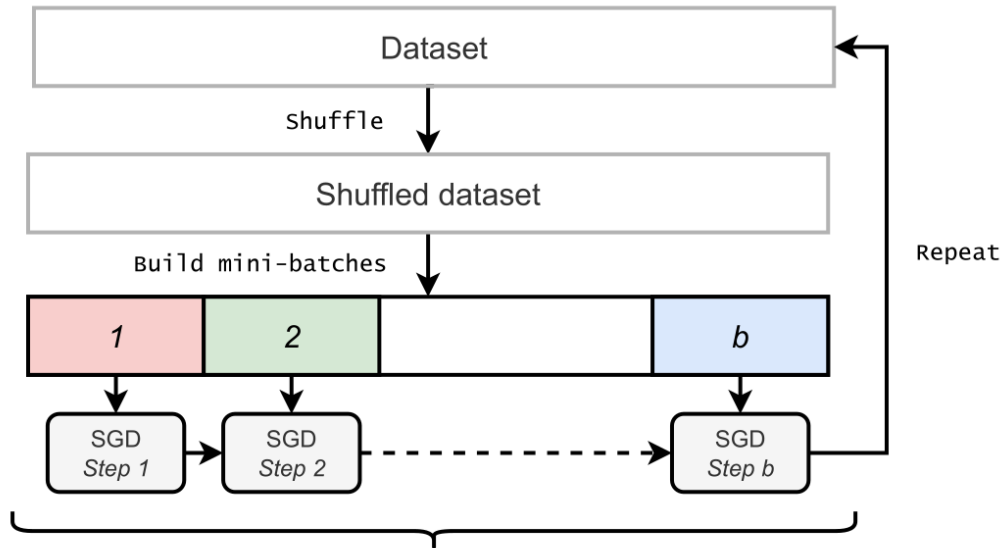 Dataset
Shuffle
Shuffled dataset
Build mini-batches
Repeat
1
2
b
SGD
Step 1
SGD
Step 2
SGD
Step b